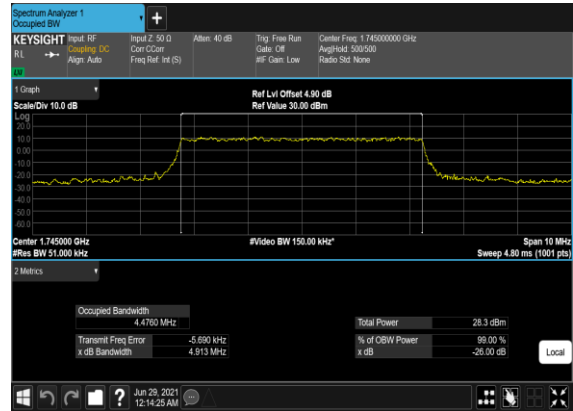 Spectrum Analyzer 1
Occupied BW
+
KEYSIGHT Input: RF Input Z: 50 Ω Atten: 40 dB Trig: Free Run Center Freq: 1.745000000 GHz
RL Coupling: DC Corr CCorr Gate: Off Avg|Hold: 500/500
Align: Auto Freq Ref: Int (S) #IF Gain: Low Radio Std: None
1 Graph Ref Lvl Offset 4.90 dB
Scale/Div 10.0 dB Ref Value 30.00 dBm
Log
20.0
10.0
0.00
-10.0
-20.0
-30.0
-40.0
-50.0
-60.0
Center 1.745000 GHz #Video BW 150.00 kHz* Span 10 MHz
#Res BW 51.000 kHz Sweep 4.80 ms (1001 pts)
2 Metrics
Occupied Bandwidth
4.4760 MHz Total Power 28.3 dBm
Transmit Freq Error -5.690 kHz % of OBW Power 99.00 %
x dB Bandwidth 4.913 MHz x dB -26.00 dB
Local
? Jun 29, 2021
12:14:25 AM